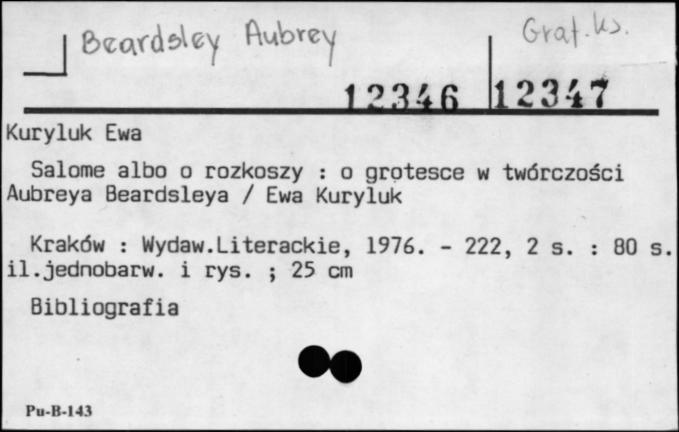 Beardsley Aubrey
Graf. ks.
12346 12347
Kuryluk Ewa
Salome albo o rozkoszy : o grotesce w twórczości
Aubreya Beardsleya / Ewa Kuryluk
Kraków : Wydaw.Literackie, 1976. - 222, 2 s. : 80 s.
il.jednobarw. i rys. ; 25 cm
Bibliografia
Pu-B-143